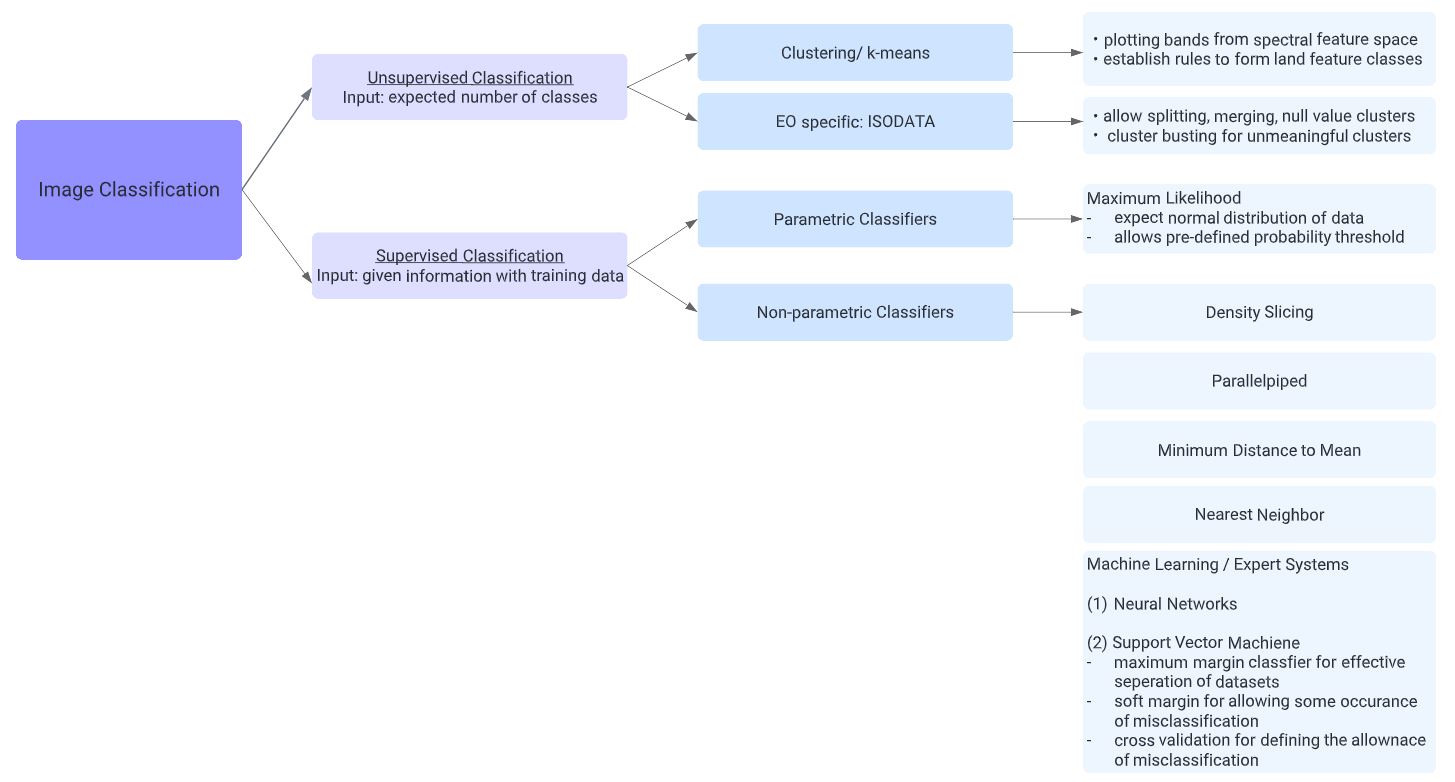 Image Classification
Unsupervised Classification
Input: expected number of classes
Supervised Classification
Input: given information with training data
Clustering/ k-means
EO specific: ISODATA
Parametric Classifiers
Non-parametric Classifiers
• plotting bands from spectral feature space
• establish rules to form land feature classes
• allow splitting, merging, null value clusters
• cluster busting for unmeaningful clusters
Maximum Likelihood
- expect normal distribution of data
- allows pre-defined probability threshold
Density Slicing
Parallelpiped
Minimum Distance to Mean
Nearest Neighbor
Machine Learning / Expert Systems
(1) Neural Networks
(2) Support Vector Machiene
- maximum margin classfier for effective
seperation of datasets
- soft margin for allowing some occurance
of misclassification
- cross validation for defining the allownace
of misclassification